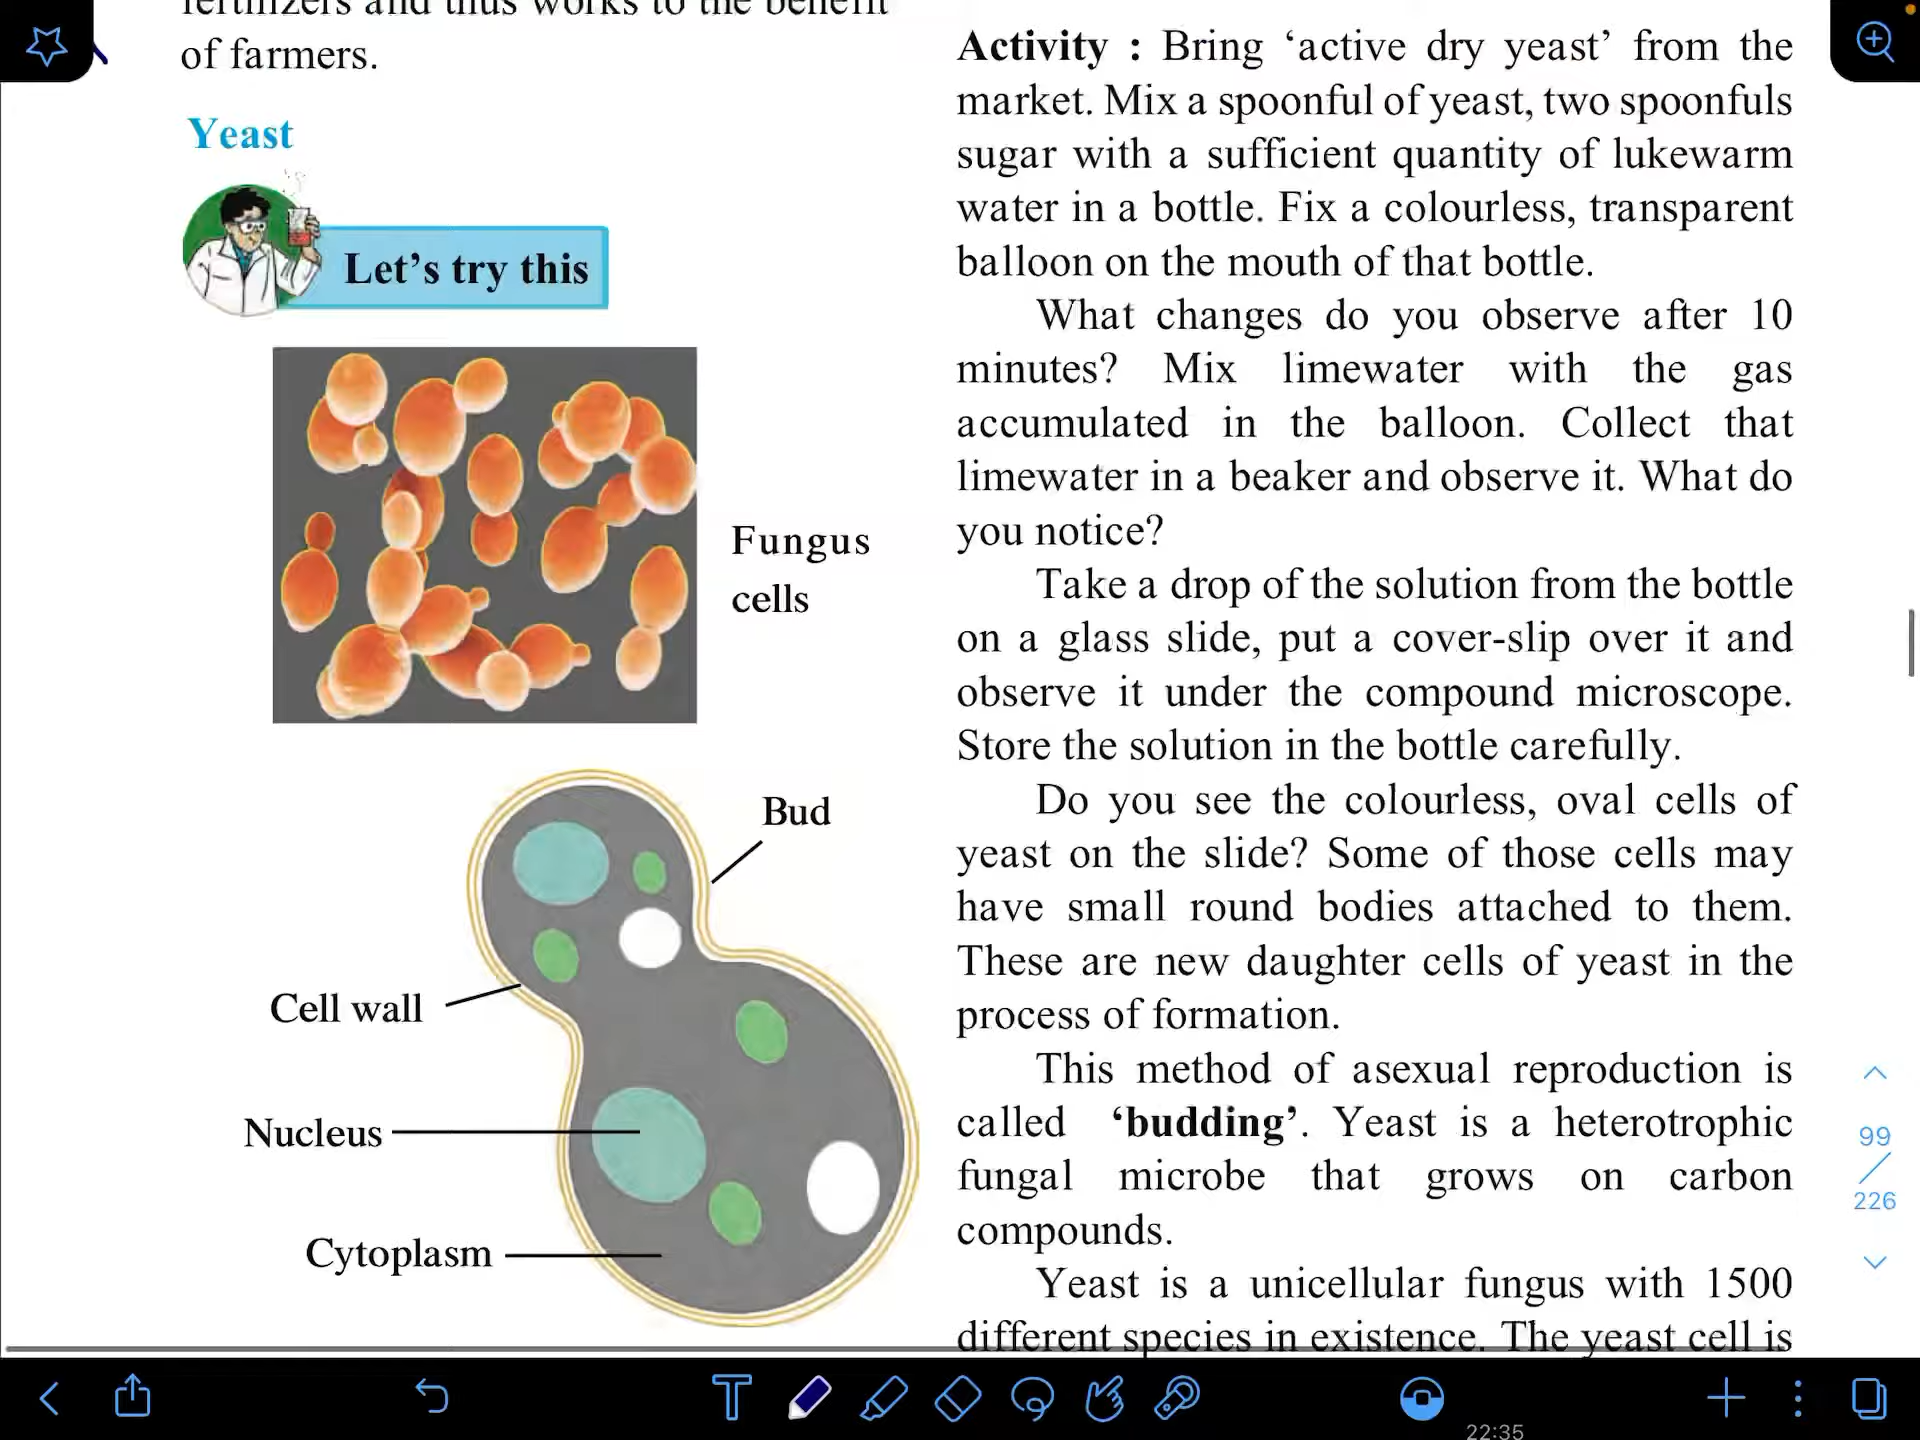 fertilizers and thus works to the benefit
of farmers.
Yeast
Let's try this
Fungus
cells
Bud
Cell wall
Nucleus
Cytoplasm
Activity : Bring ‘active dry yeast’ from the
market. Mix a spoonful of yeast, two spoonfuls
sugar with a sufficient quantity of lukewarm
water in a bottle. Fix a colourless, transparent
balloon on the mouth of that bottle.
What changes do you observe after 10
minutes? Mix limewater with the gas
accumulated in the balloon. Collect that
limewater in a beaker and observe it. What do
you notice?
Take a drop of the solution from the bottle
on a glass slide, put a cover-slip over it and
observe it under the compound microscope.
Store the solution in the bottle carefully.
Do you see the colourless, oval cells of
yeast on the slide? Some of those cells may
have small round bodies attached to them.
These are new daughter cells of yeast in the
process of formation.
This method of asexual reproduction is
called ‘budding’. Yeast is a heterotrophic
fungal microbe that grows on carbon
compounds.
Yeast is a unicellular fungus with 1500
different species in existence. The yeast cell is
99
226
22:35